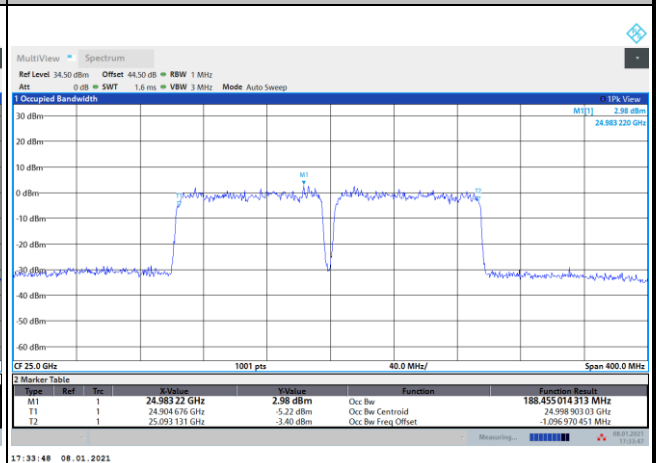 MultiView Spectrum
Ref Level 34.50 dBm Offset 44.50 dB RBW 1 MHz
Att 0 dB SWT 1.6 ms VBW 3 MHz Mode Auto Sweep
1 Occupied Bandwidth 1Pk View
M1[1] 2.98 dBm
24.983 220 GHz
30 dBm
20 dBm
10 dBm
M1
0 dBm
T1
T2
-10 dBm
-20 dBm
-30 dBm
-40 dBm
-50 dBm
-60 dBm
CF 25.0 GHz 1001 pts 40.0 MHz/ Span 400.0 MHz
2 Marker Table
Type Ref Trc X-Value Y-Value Function Function Result
M1 1 24.983 22 GHz 2.98 dBm Occ Bw 188.455 014 313 MHz
T1 1 24.904 676 GHz -5.22 dBm Occ Bw Centroid 24.998 903 03 GHz
T2 1 25.093 131 GHz -3.40 dBm Occ Bw Freq Offset -1.096 970 451 MHz
Measuring... 08.01.2021
17:33:47
17:33:48 08.01.2021